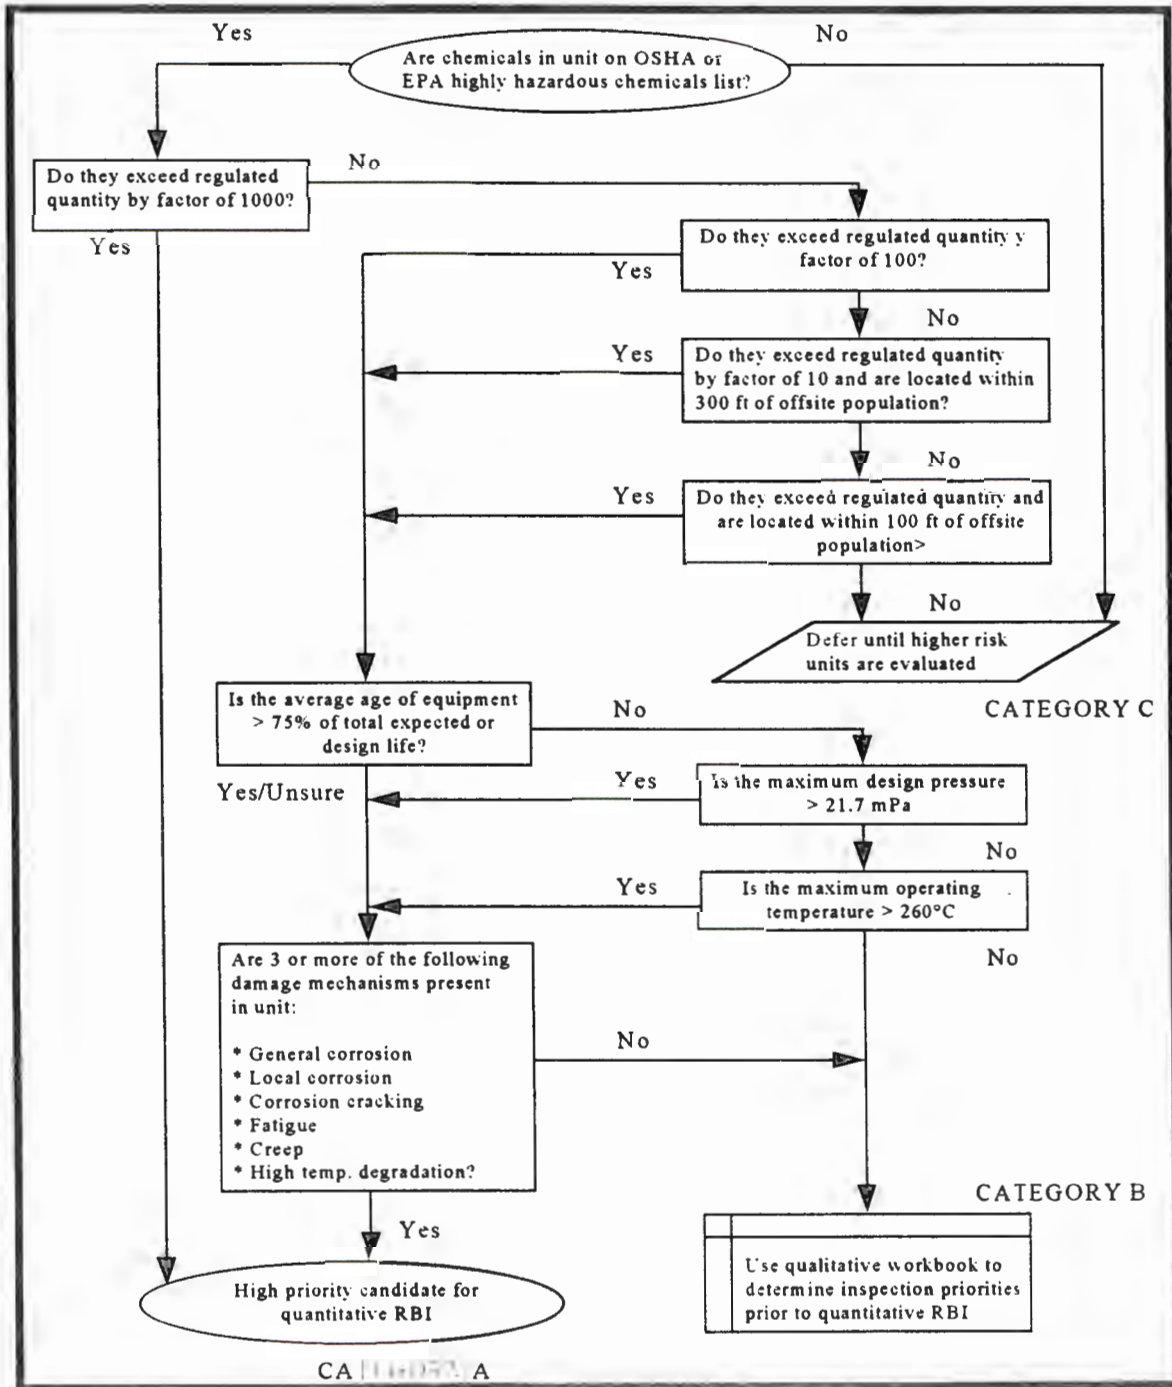 Yes
No
Are chemicals in unit on OSHA or
EPA highly hazardous chemicals list?
Do they exceed regulated
quantity by factor of 1000?
No
Yes
Do they exceed regulated quantity y
factor of 100?
Yes
No
Do they exceed regulated quantity
by factor of 10 and are located within
300 ft of offsite population?
Yes
No
Do they exceed regulated quantity and
are located within 100 ft of offsite
population>
Yes
No
Defer until higher risk
units are evaluated
CATEGORY C
Is the average age of equipment
> 75% of total expected or
design life?
No
Yes/Unsure
Is the maximum design pressure
> 21.7 mPa
Yes
No
Is the maximum operating
temperature > 260°C
Yes
No
Are 3 or more of the following
damage mechanisms present
in unit:
* General corrosion
* Local corrosion
* Corrosion cracking
* Fatigue
* Creep
* High temp. degradation?
No
Yes
CATEGORY B
Use qualitative workbook to
determine inspection priorities
prior to quantitative RBI
High priority candidate for
quantitative RBI
A